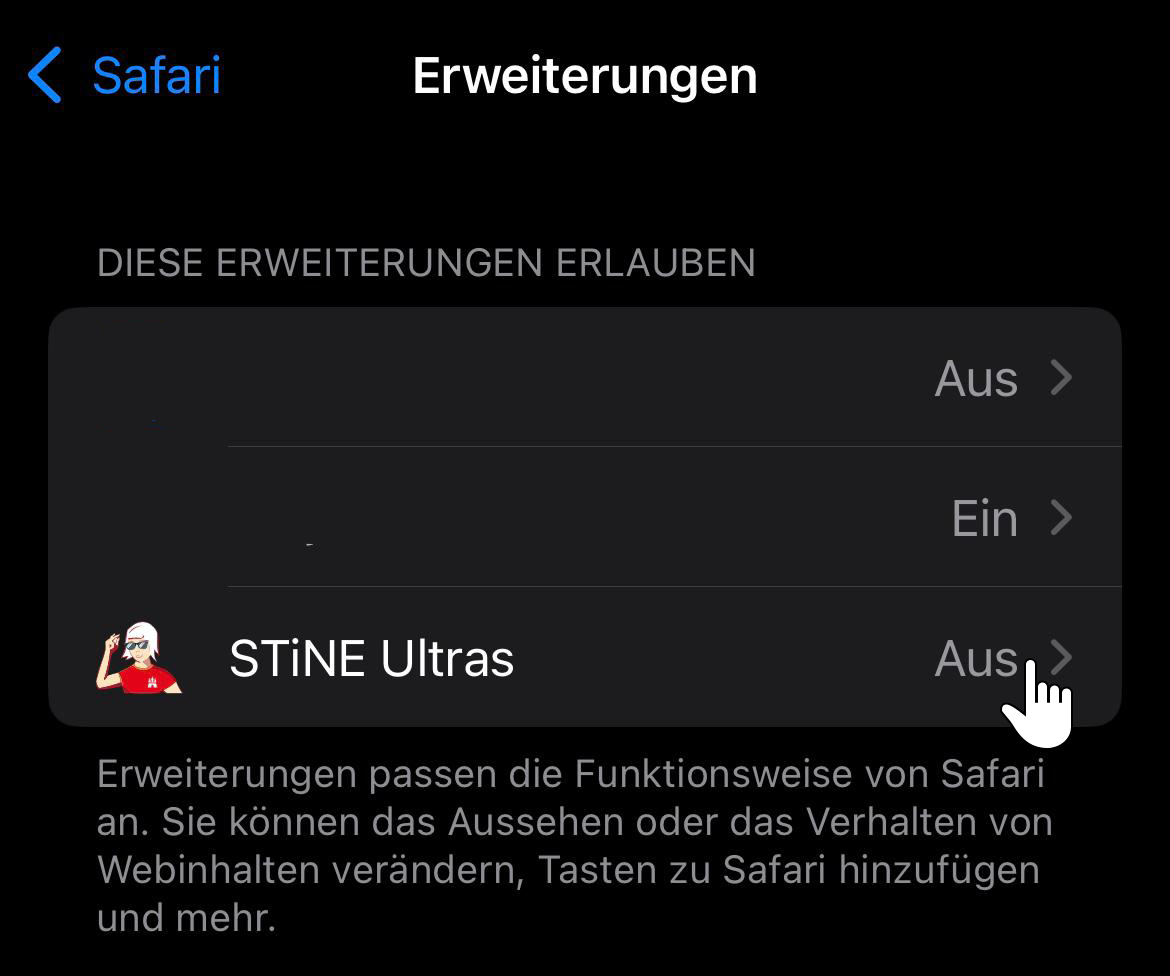 Safari
Erweiterungen
DIESE ERWEITERUNGEN ERLAUBEN
Aus
Ein
STiNE Ultras
Aus
Erweiterungen passen die Funktionsweise von Safari
an. Sie können das Aussehen oder das Verhalten von
Webinhalten verändern, Tasten zu Safari hinzufügen
und mehr.